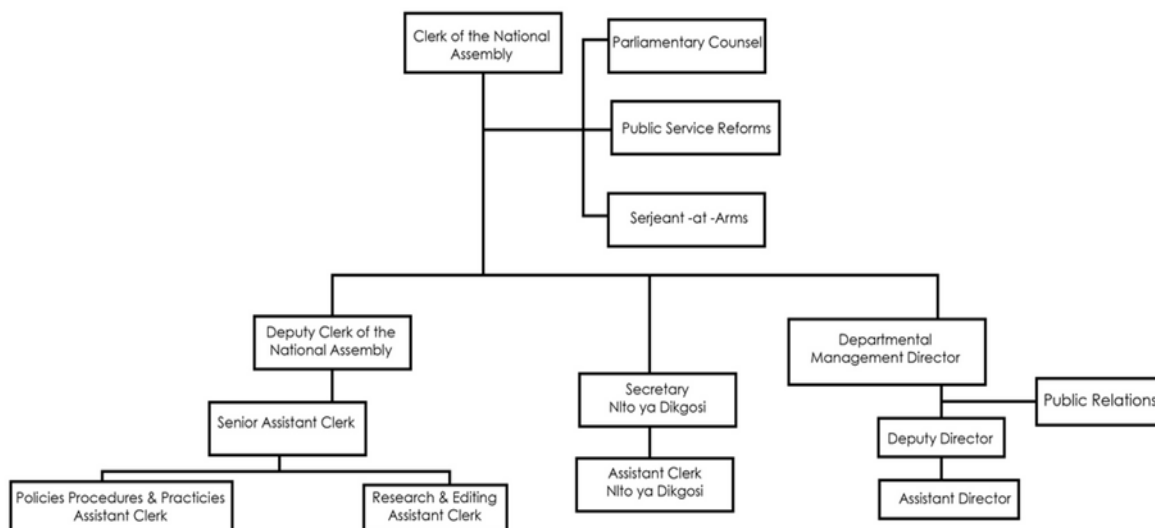 Clerk of the National
Assembly
Parliamentary Counsel
Public Service Reforms
Serjeant -at -Arms
Deputy Clerk of the
National Assembly
Departmental
Management Director
Secretary
Nlto ya Dikgosi
Public Relations
Senior Assistant Clerk
Deputy Director
Assistant Clerk
Nlto ya Dikgosi
Policies Procedures & Practicies
Assistant Clerk
Research & Editing
Assistant Clerk
Assistant Director